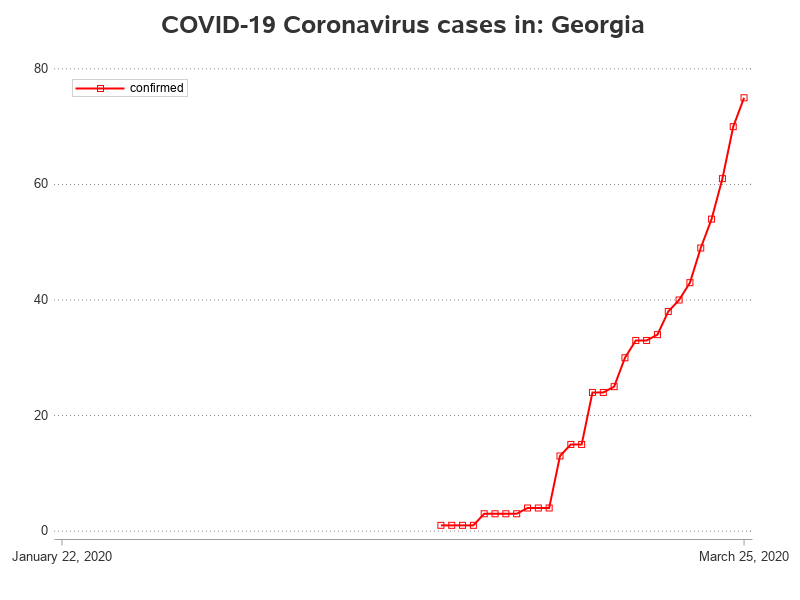 COVID-19 Coronavirus cases in: Georgia
80
confirmed
60
40
20
0
January 22, 2020
March 25, 2020